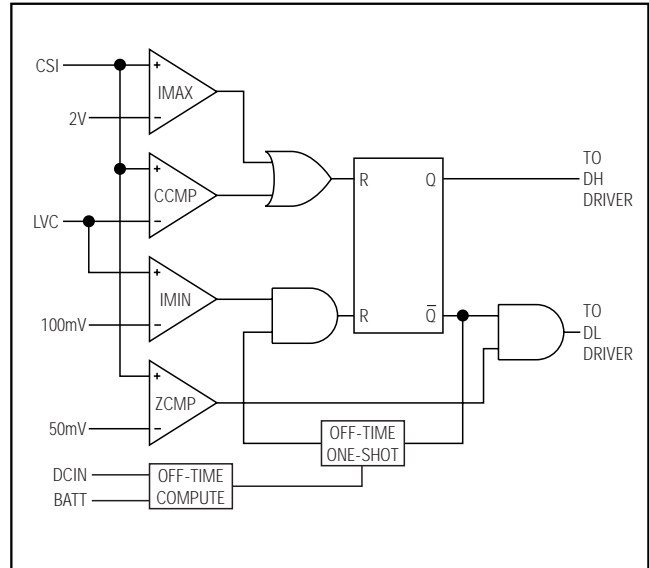 CSI
+
IMAX
2V
−
TO
DH
DRIVER
R
Q
+
CCMP
LVC
−
+
IMIN
100mV
−
R
Q̅
TO
DL
DRIVER
+
ZCMP
50mV
−
OFF-TIME
ONE-SHOT
DCIN
BATT
OFF-TIME
COMPUTE